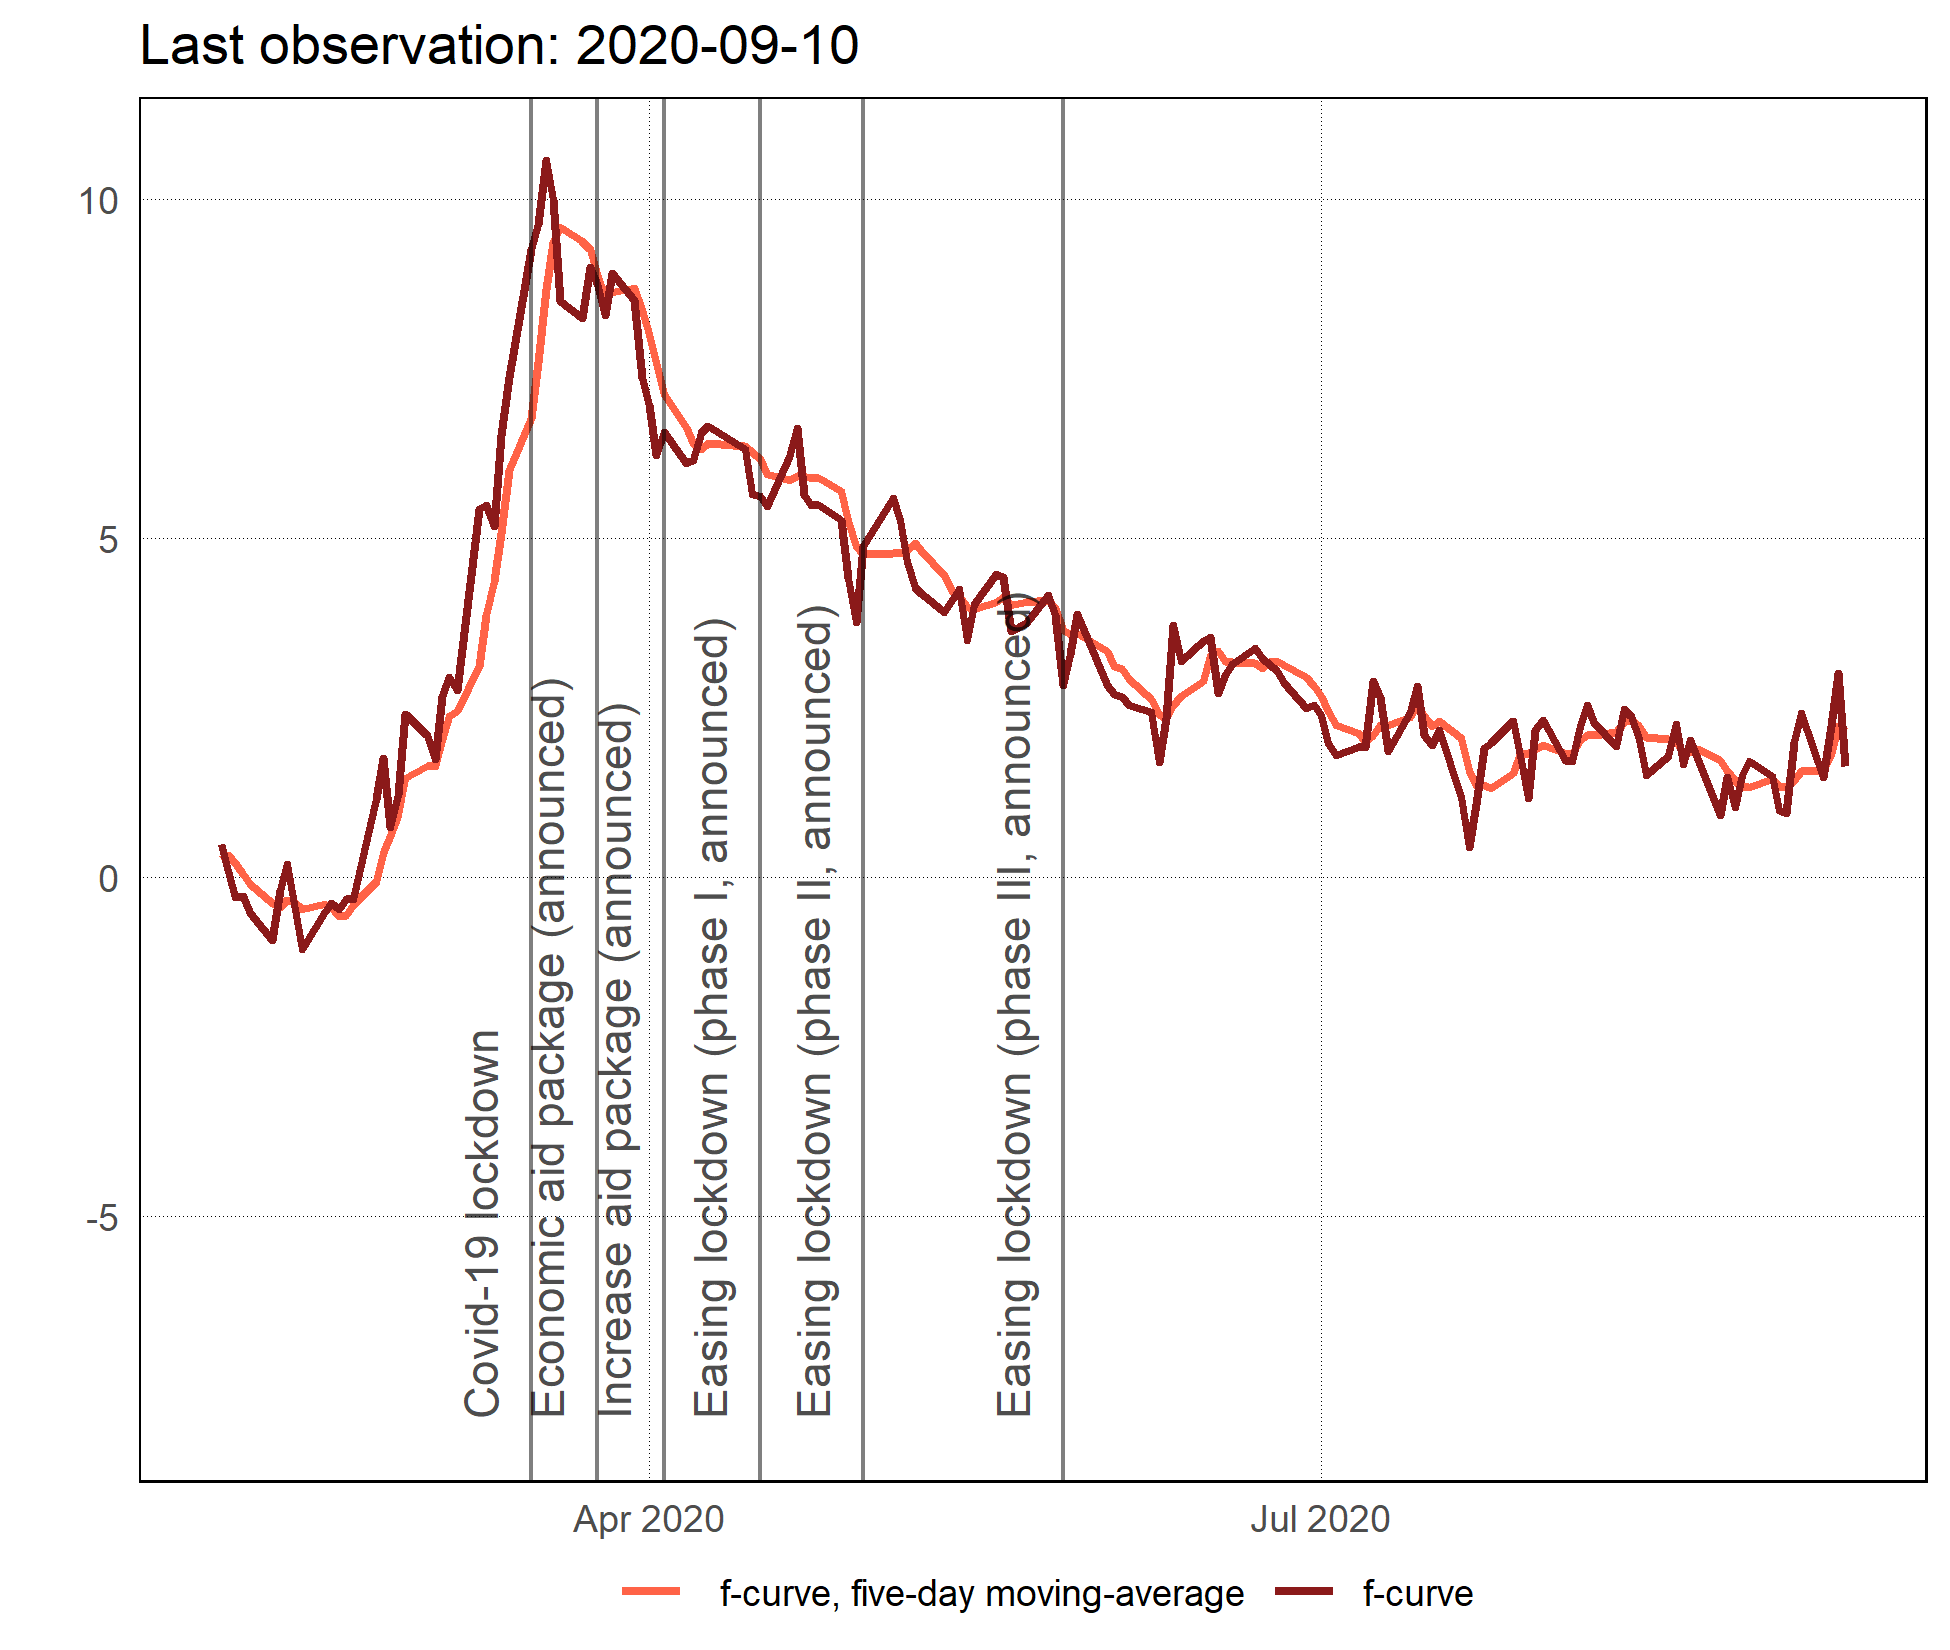 Last observation: 2020-09-10
10
5
0
-5
Covid-19 lockdown
Economic aid package (announced)
Increase aid package (announced)
Easing lockdown (phase I, announced)
Easing lockdown (phase II, announced)
Easing lockdown (phase III, announced)
Apr 2020
Jul 2020
f-curve, five-day moving-average
f-curve